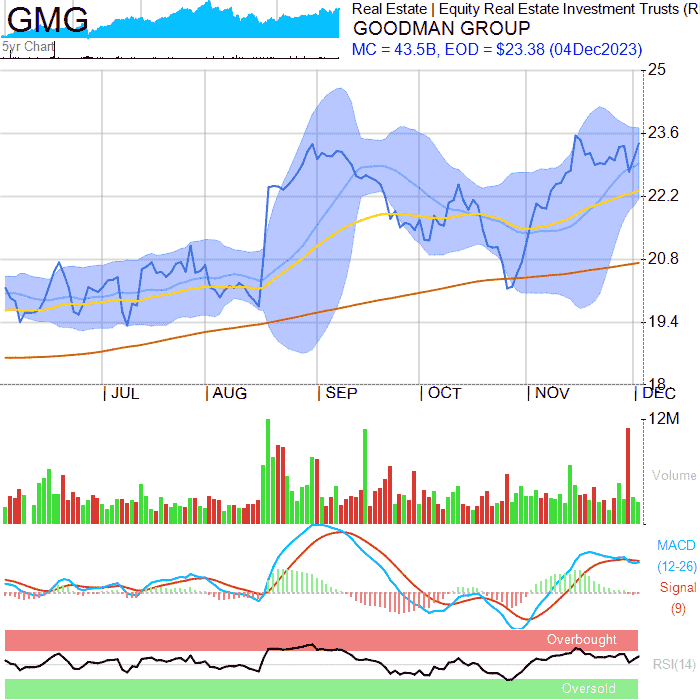 GMG
5yr Chart
Real Estate | Equity Real Estate Investment Trusts (R
GOODMAN GROUP
MC = 43.5B, EOD = $23.38 (04Dec2023)
25
23.6
22.2
20.8
19.4
18
JUL
AUG
SEP
OCT
NOV
DEC
12M
Volume
MACD
(12-26)
Signal
(9)
Overbought
RSI(14)
Oversold